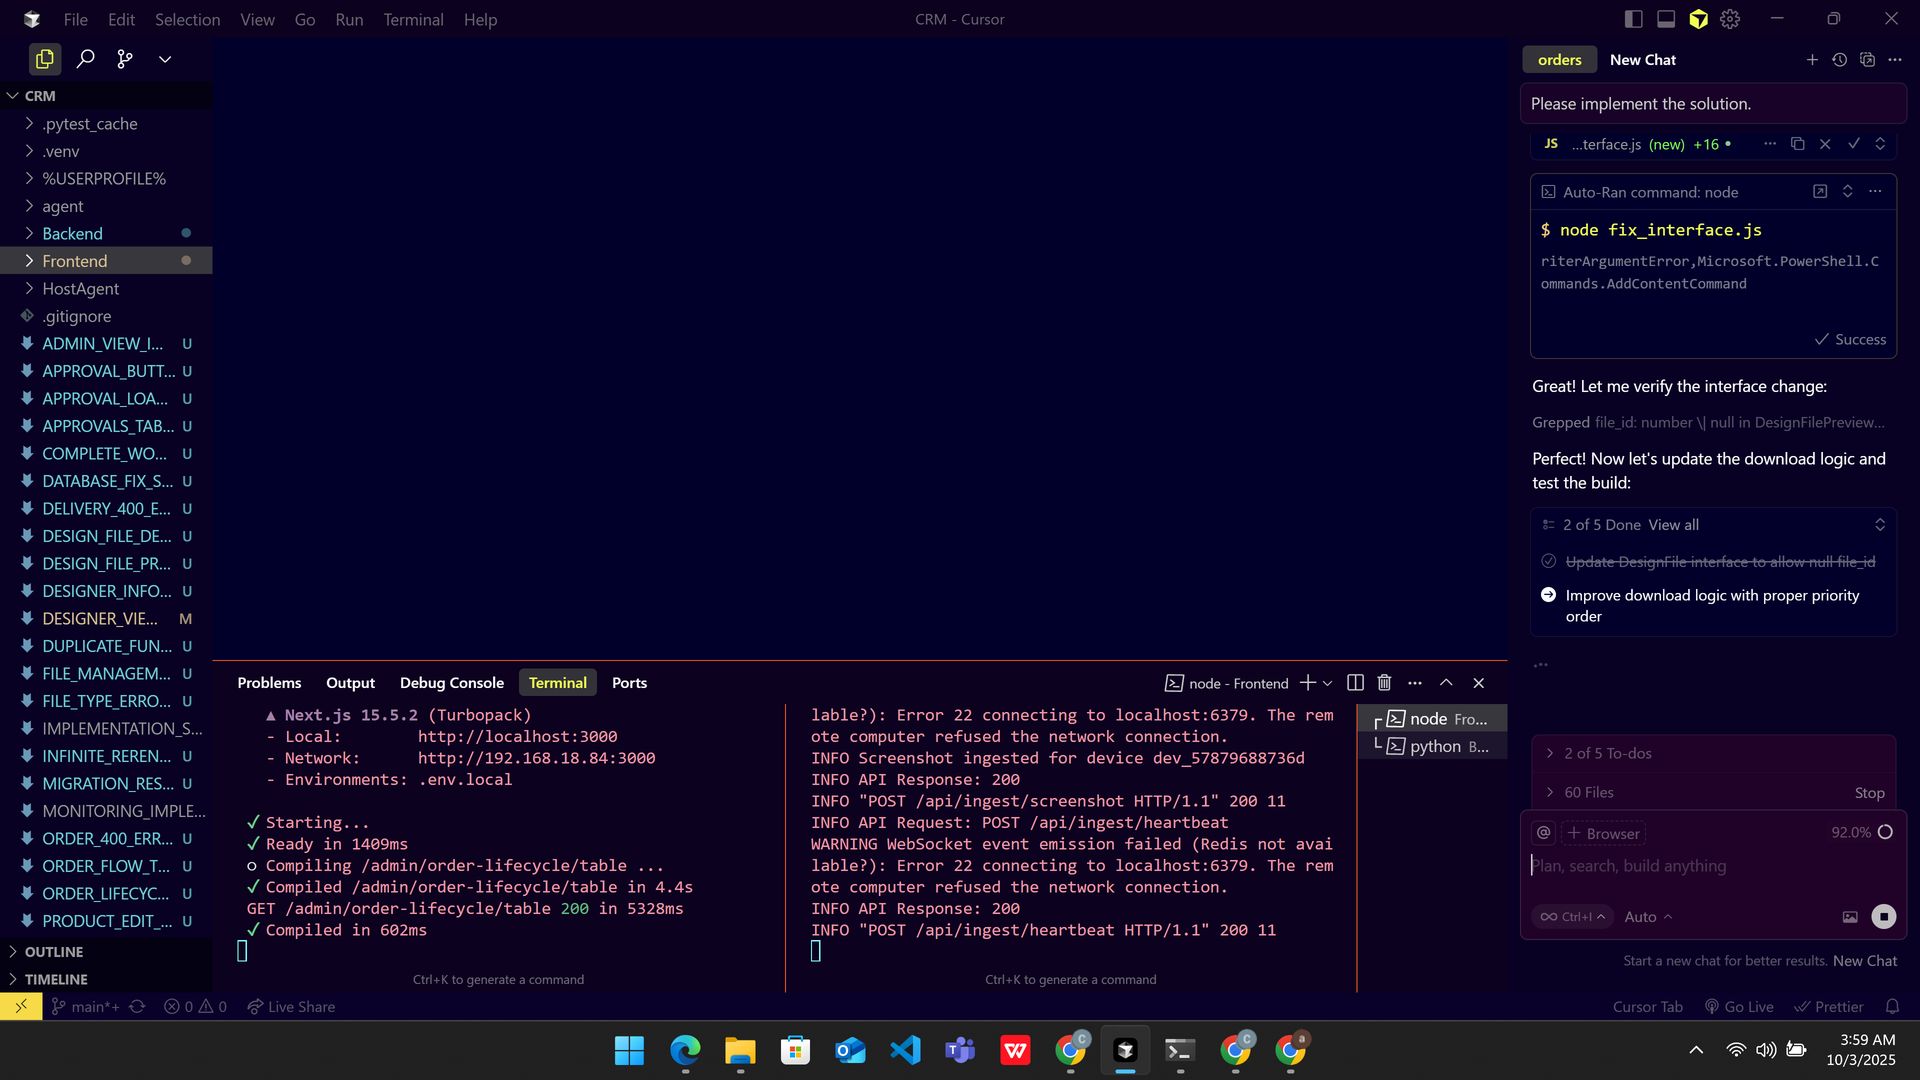 File Edit Selection View Go Run Terminal Help
CRM - Cursor
CRM
.pytest_cache
.venv
%USERPROFILE%
agent
Backend
Frontend
HostAgent
.gitignore
ADMIN_VIEW_I... U
APPROVAL_BUTT... U
APPROVAL_LOA... U
APPROVALS_TAB... U
COMPLETE_WO... U
DATABASE_FIX_S... U
DELIVERY_400_E... U
DESIGN_FILE_DE... U
DESIGN_FILE_PR... U
DESIGNER_INFO... U
DESIGNER_VIE... M
DUPLICATE_FUN... U
FILE_MANAGEM... U
FILE_TYPE_ERRO... U
IMPLEMENTATION_S...
INFINITE_REREN... U
MIGRATION_RES... U
MONITORING_IMPLE...
ORDER_400_ERR... U
ORDER_FLOW_T... U
ORDER_LIFECYC... U
PRODUCT_EDIT_... U
OUTLINE
TIMELINE
Problems Output Debug Console Terminal Ports
node - Frontend
▲ Next.js 15.5.2 (Turbopack)
- Local: http://localhost:3000
- Network: http://192.168.18.84:3000
- Environments: .env.local
✓ Starting...
✓ Ready in 1409ms
○ Compiling /admin/order-lifecycle/table ...
✓ Compiled /admin/order-lifecycle/table in 4.4s
GET /admin/order-lifecycle/table 200 in 5328ms
✓ Compiled in 602ms
Ctrl+K to generate a command
lable?): Error 22 connecting to localhost:6379. The rem
ote computer refused the network connection.
INFO Screenshot ingested for device dev_57879688736d
INFO API Response: 200
INFO "POST /api/ingest/screenshot HTTP/1.1" 200 11
INFO API Request: POST /api/ingest/heartbeat
WARNING WebSocket event emission failed (Redis not avai
lable?): Error 22 connecting to localhost:6379. The rem
ote computer refused the network connection.
INFO API Response: 200
INFO "POST /api/ingest/heartbeat HTTP/1.1" 200 11
Ctrl+K to generate a command
node Fro...
python B...
orders New Chat
Please implement the solution.
JS ...terface.js (new) +16
Auto-Ran command: node
$ node fix_interface.js
riterArgumentError,Microsoft.PowerShell.C
ommands.AddContentCommand
Success
Great! Let me verify the interface change:
Grepped file_id: number \| null in DesignFilePreview...
Perfect! Now let's update the download logic and
test the build:
2 of 5 Done View all
Update DesignFile interface to allow null file_id
Improve download logic with proper priority
order
2 of 5 To-dos
60 Files Stop
@ + Browser 92.0%
Plan, search, build anything
∞ Ctrl+I Auto
Start a new chat for better results. New Chat
main*+ 0 0 Live Share
Cursor Tab Go Live Prettier
3:59 AM
10/3/2025